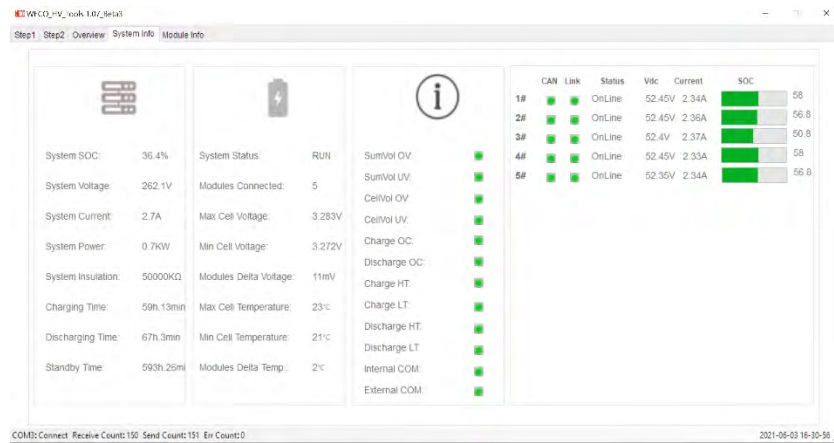 WECO_HV_Tools 1.07_Beta3
Step1 Step2 Overview System Info Module Info
System SOC: 36.4%
System Voltage 262.1V
System Current: 2.7A
System Power: 0.7KW
System Insulation: 50000KΩ
Charging Time: 59h.13min
Discharging Time: 67h.3min
Standby Time: 593h.26mi
System Status: RUN
Modules Connected: 5
Max Cell Voltage: 3.283V
Min Cell Voltage: 3.272V
Modules Delta Voltage: 11mV
Max Cell Temperature: 23℃
Min Cell Temperature: 21℃
Modules Delta Temp.: 2℃
i
SumVol OV:
SumVol UV:
CellVol OV:
CellVol UV:
Charge OC:
Discharge OC:
Charge HT:
Charge LT:
Discharge HT:
Discharge LT:
Internal COM:
External COM:
CAN Link Status Vdc Current SOC
1# OnLine 52.45V 2.34A 58
2# OnLine 52.45V 2.36A 56.8
3# OnLine 52.4V 2.37A 50.8
4# OnLine 52.45V 2.33A 58
5# OnLine 52.35V 2.34A 56.8
COM3: Connect Receive Count: 150 Send Count: 151 Err Count: 0 2021-06-03 16-30-56